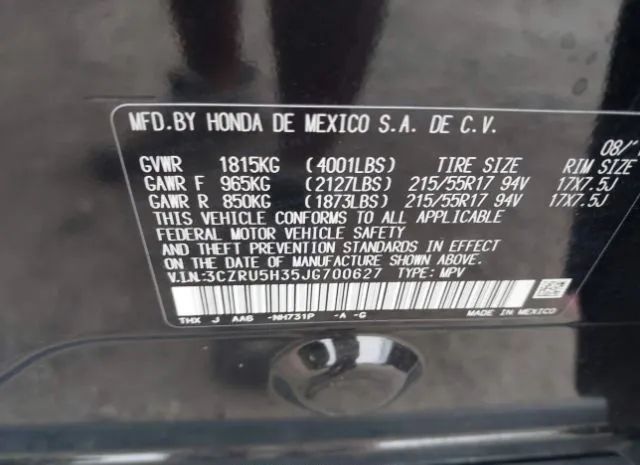 MFD.BY HONDA DE MEXICO S.A. DE C.V.
08/1
GVWR 1815KG (4001LBS) TIRE SIZE RIM SIZE
GAWR F 965KG (2127LBS) 215/55R17 94V 17X7.5J
GAWR R 850KG (1873LBS) 215/55R17 94V 17X7.5J
THIS VEHICLE CONFORMS TO ALL APPLICABLE
FEDERAL MOTOR VEHICLE SAFETY
AND THEFT PREVENTION STANDARDS IN EFFECT
ON THE DATE OF MANUFACTURE SHOWN ABOVE.
V.I.N.:3CZRU5H35JG700627 TYPE: MPV
THX J AA6 -NH731P -A -G MADE IN MEXICO